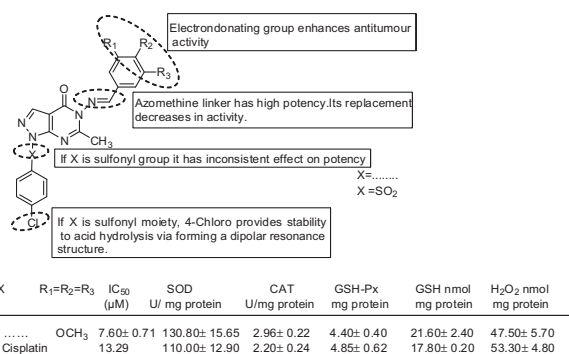 Electrondonating group enhances antitumour
activity
R1
R2
R3
O
N
N
N
N
N
CH3
X
Cl
Azomethine linker has high potency.Its replacement
decreases in activity.
If X is sulfonyl group it has inconsistent effect on potency
X=........
X =SO2
If X is sulfonyl moiety, 4-Chloro provides stability
to acid hydrolysis via forming a dipolar resonance
structure.
X R1=R2=R3 IC50 SOD CAT GSH-Px GSH nmol H2O2 nmol
(µM) U/ mg protein U/mg protein mg protein mg protein mg protein
...... OCH3 7.60± 0.71 130.80± 15.65 2.96± 0.22 4.40± 0.40 21.60± 2.40 47.50± 5.70
Cisplatin 13.29 110.00± 12.90 2.20± 0.24 4.85± 0.62 17.80± 0.20 53.30± 4.80